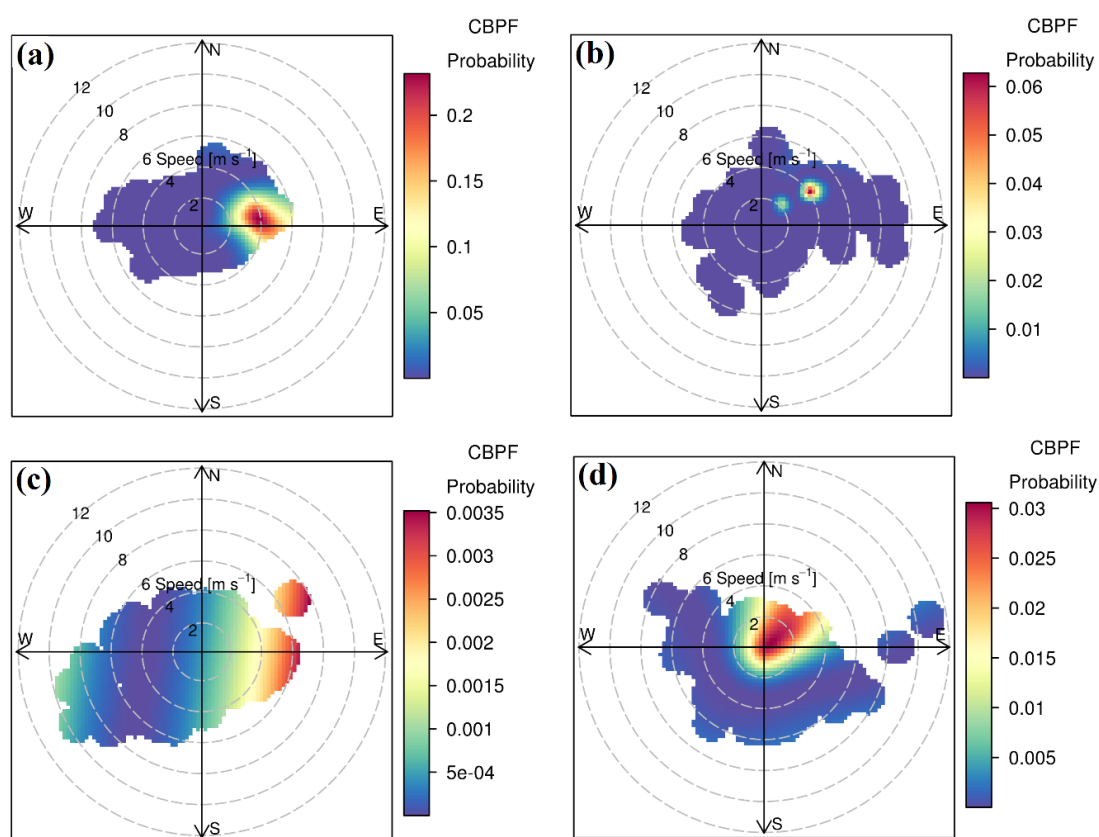 (a)
N
12
10
8
6 Speed [m s⁻¹]
4
2
W
E
S
CBPF
Probability
0.2
0.15
0.1
0.05
(b)
N
12
10
8
6 Speed [m s⁻¹]
4
2
W
E
S
CBPF
Probability
0.06
0.05
0.04
0.03
0.02
0.01
(c)
N
12
10
8
6 Speed [m s⁻¹]
4
2
W
E
S
CBPF
Probability
0.0035
0.003
0.0025
0.002
0.0015
0.001
5e-04
(d)
N
12
10
8
6 Speed [m s⁻¹]
4
2
W
E
S
CBPF
Probability
0.03
0.025
0.02
0.015
0.01
0.005